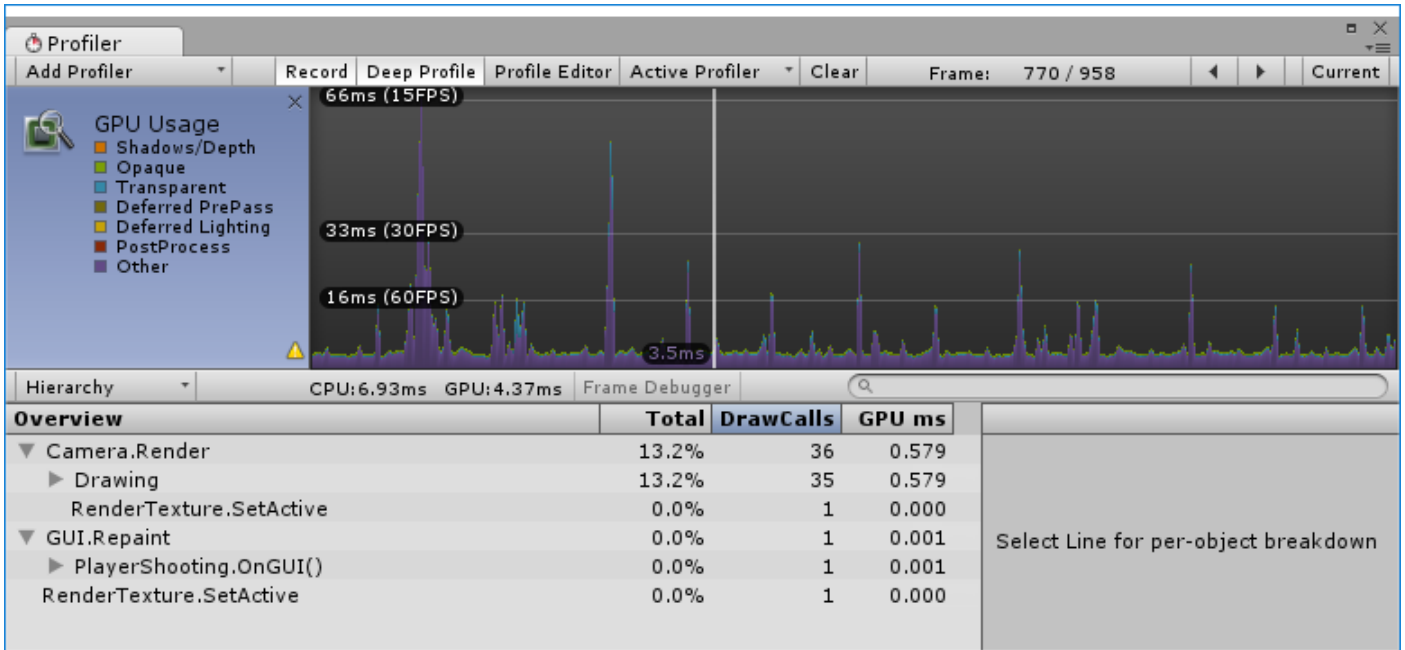 Profiler
Add Profiler Record Deep Profile Profile Editor Active Profiler Clear Frame: 770 / 958 Current
GPU Usage
Shadows/Depth
Opaque
Transparent
Deferred PrePass
Deferred Lighting
PostProcess
Other
66ms (15FPS)
33ms (30FPS)
16ms (60FPS)
3.5ms
Hierarchy CPU:6.93ms GPU:4.37ms Frame Debugger
Overview Total DrawCalls GPU ms
Camera.Render 13.2% 36 0.579
Drawing 13.2% 35 0.579
RenderTexture.SetActive 0.0% 1 0.000
GUI.Repaint 0.0% 1 0.001
PlayerShooting.OnGUI() 0.0% 1 0.001
RenderTexture.SetActive 0.0% 1 0.000
Select Line for per-object breakdown